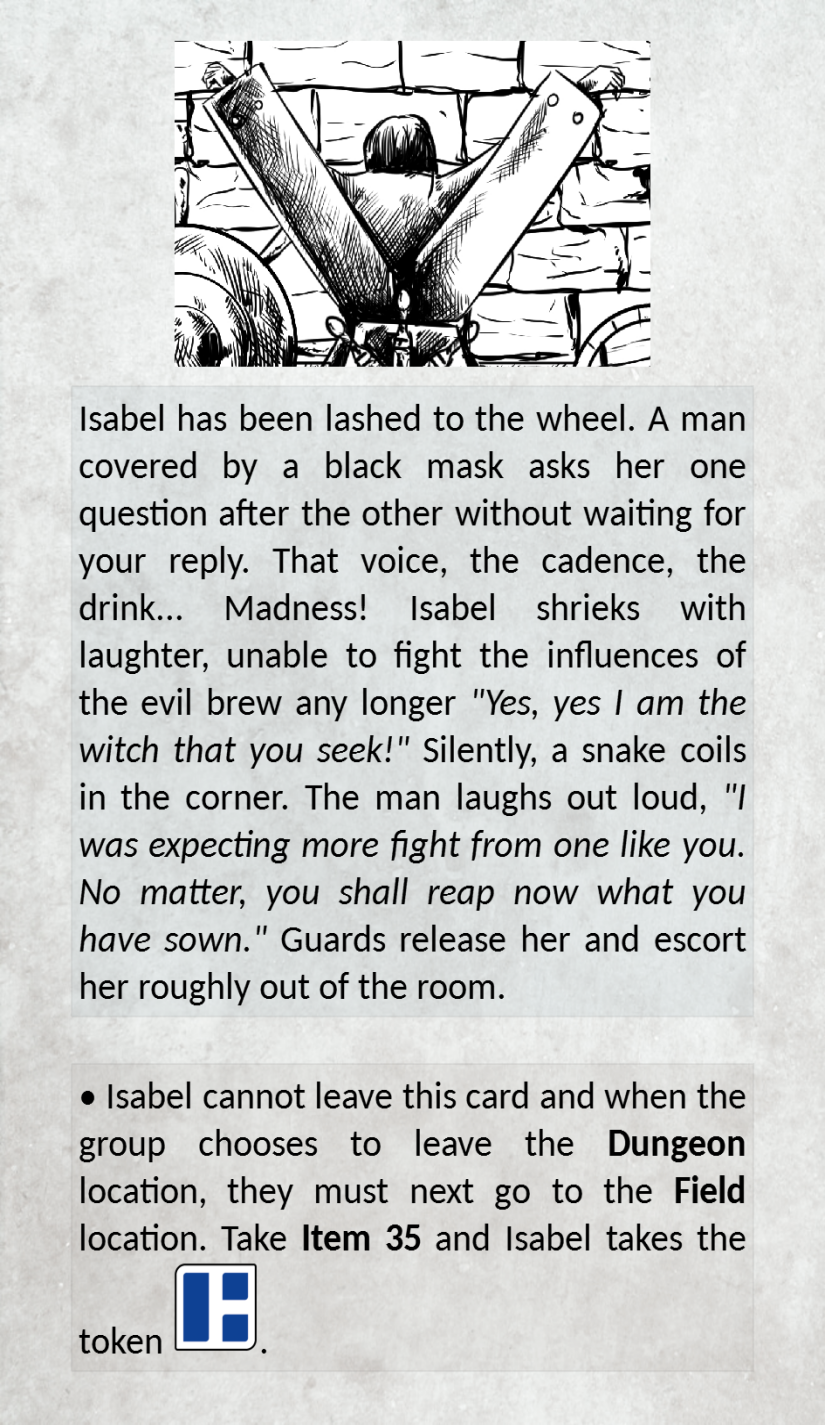 Isabel has been lashed to the wheel. A man
covered by a black mask asks her one
question after the other without waiting for
your reply. That voice, the cadence, the
drink... Madness! Isabel shrieks with
laughter, unable to fight the influences of
the evil brew any longer "Yes, yes I am the
witch that you seek!" Silently, a snake coils
in the corner. The man laughs out loud, "I
was expecting more fight from one like you.
No matter, you shall reap now what you
have sown." Guards release her and escort
her roughly out of the room.
• Isabel cannot leave this card and when the
group chooses to leave the Dungeon
location, they must next go to the Field
location. Take Item 35 and Isabel takes the
token .